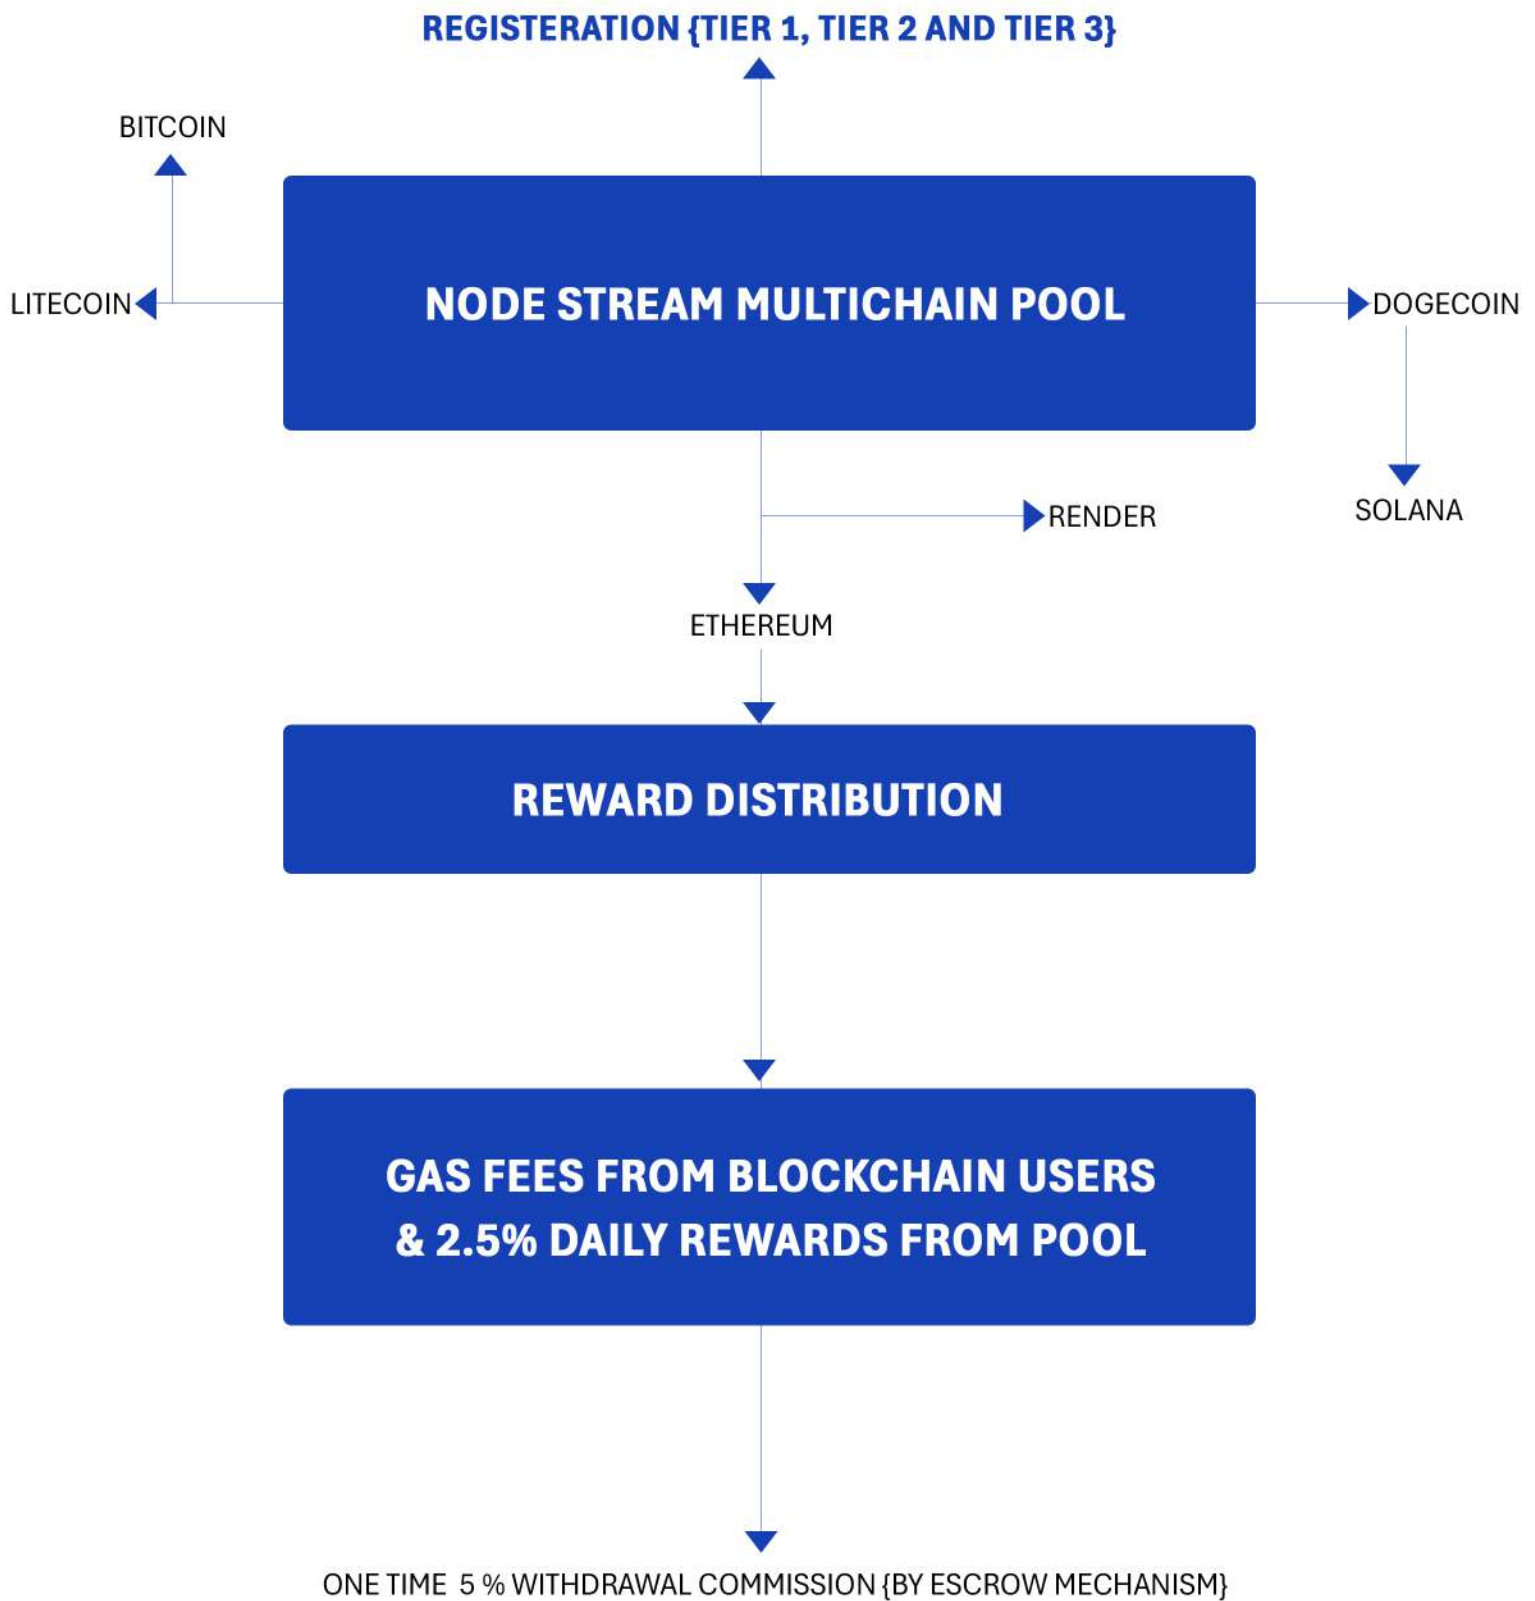 REGISTERATION {TIER 1, TIER 2 AND TIER 3}
BITCOIN
LITECOIN
NODE STREAM MULTICHAIN POOL
DOGECOIN
SOLANA
RENDER
ETHEREUM
REWARD DISTRIBUTION
GAS FEES FROM BLOCKCHAIN USERS
& 2.5% DAILY REWARDS FROM POOL
ONE TIME 5 % WITHDRAWAL COMMISSION {BY ESCROW MECHANISM}